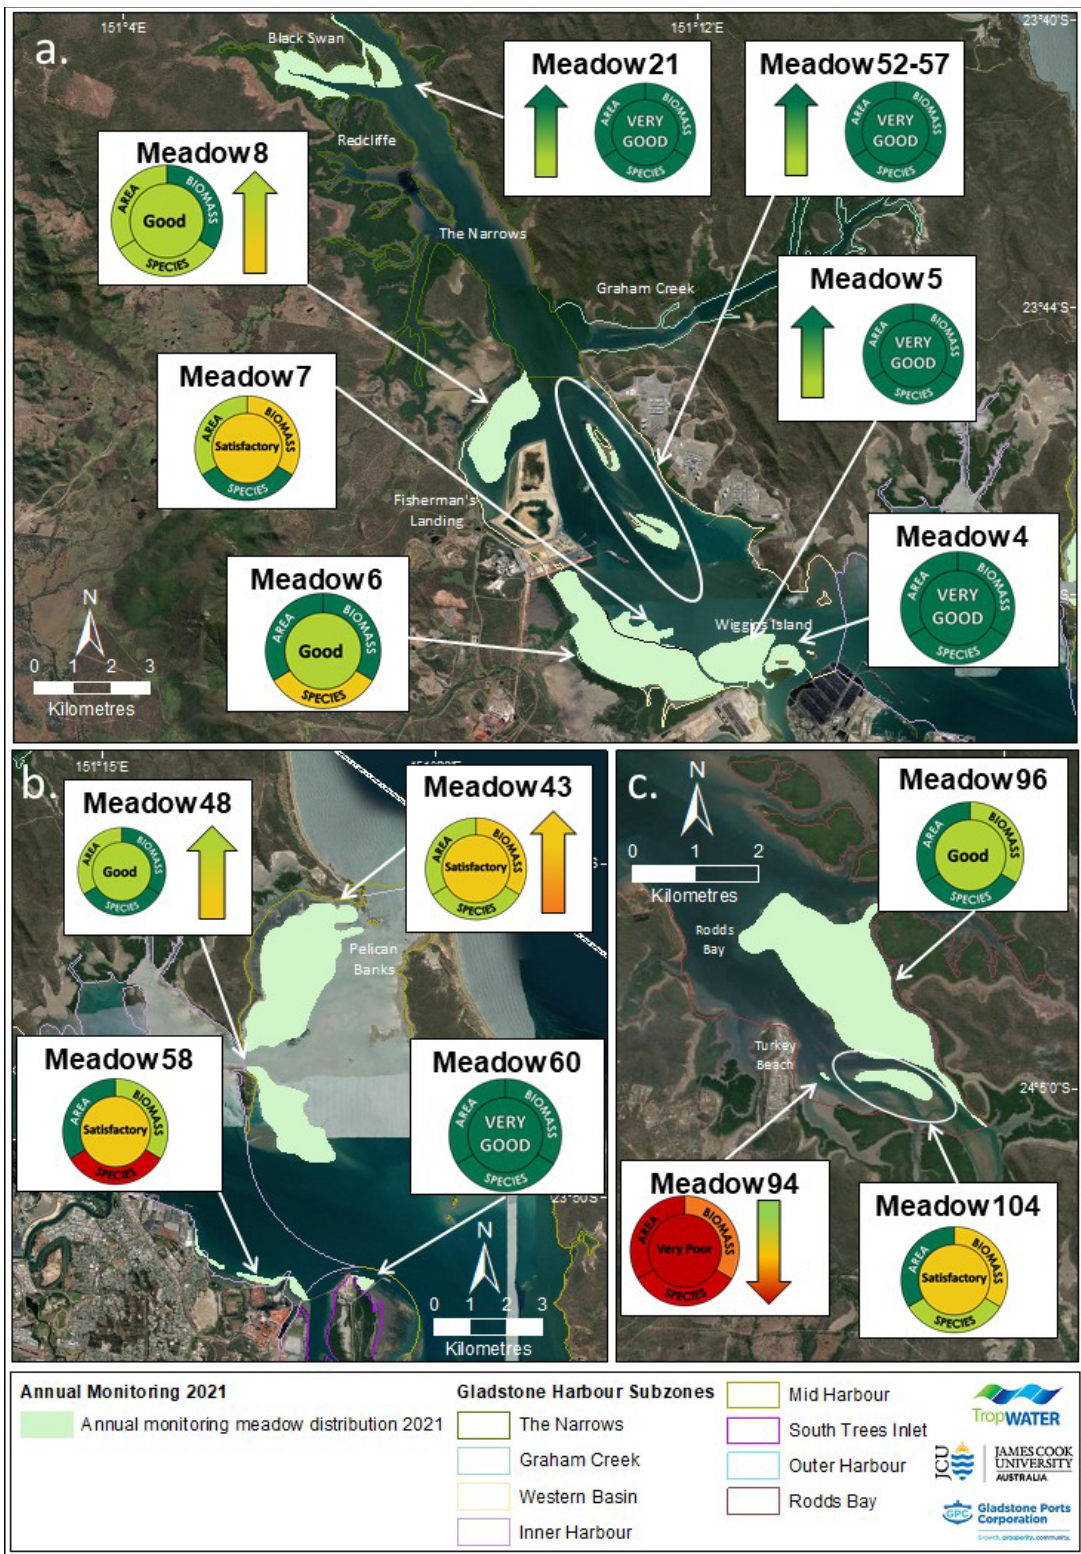 a.
151°4'E
151°12'E
23°40'S
Black Swan
Meadow21
AREA
BIOMASS
VERY
GOOD
SPECIES
Meadow52-57
AREA
BIOMASS
VERY
GOOD
SPECIES
Redcliffe
Meadow8
AREA
BIOMASS
Good
SPECIES
The Narrows
Graham Creek
23°44'S
Meadow5
AREA
BIOMASS
VERY
GOOD
SPECIES
Meadow7
AREA
BIOMASS
Satisfactory
SPECIES
Fisherman's
Landing
Meadow4
AREA
BIOMASS
VERY
GOOD
SPECIES
Meadow6
AREA
BIOMASS
Good
SPECIES
Wiggins Island
N
0 1 2 3
Kilometres
b.
151°15'E
Meadow48
AREA
BIOMASS
Good
SPECIES
Meadow43
AREA
BIOMASS
Satisfactory
SPECIES
Pelican
Banks
Meadow58
AREA
BIOMASS
Satisfactory
SPECIES
Meadow60
AREA
BIOMASS
VERY
GOOD
SPECIES
23°50'S
N
0 1 2 3
Kilometres
c.
N
0 1 2
Kilometres
Meadow96
AREA
BIOMASS
Good
SPECIES
Rodds
Bay
Turkey
Beach
24°5'0"S
Meadow94
AREA
BIOMASS
Very Poor
SPECIES
Meadow104
AREA
BIOMASS
Satisfactory
SPECIES
Annual Monitoring 2021
Annual monitoring meadow distribution 2021
Gladstone Harbour Subzones
The Narrows
Graham Creek
Western Basin
Inner Harbour
Mid Harbour
South Trees Inlet
Outer Harbour
Rodds Bay
TropWATER
JCU
JAMES COOK
UNIVERSITY
AUSTRALIA
GPC
Gladstone Ports
Corporation
Growth, prosperity, community.